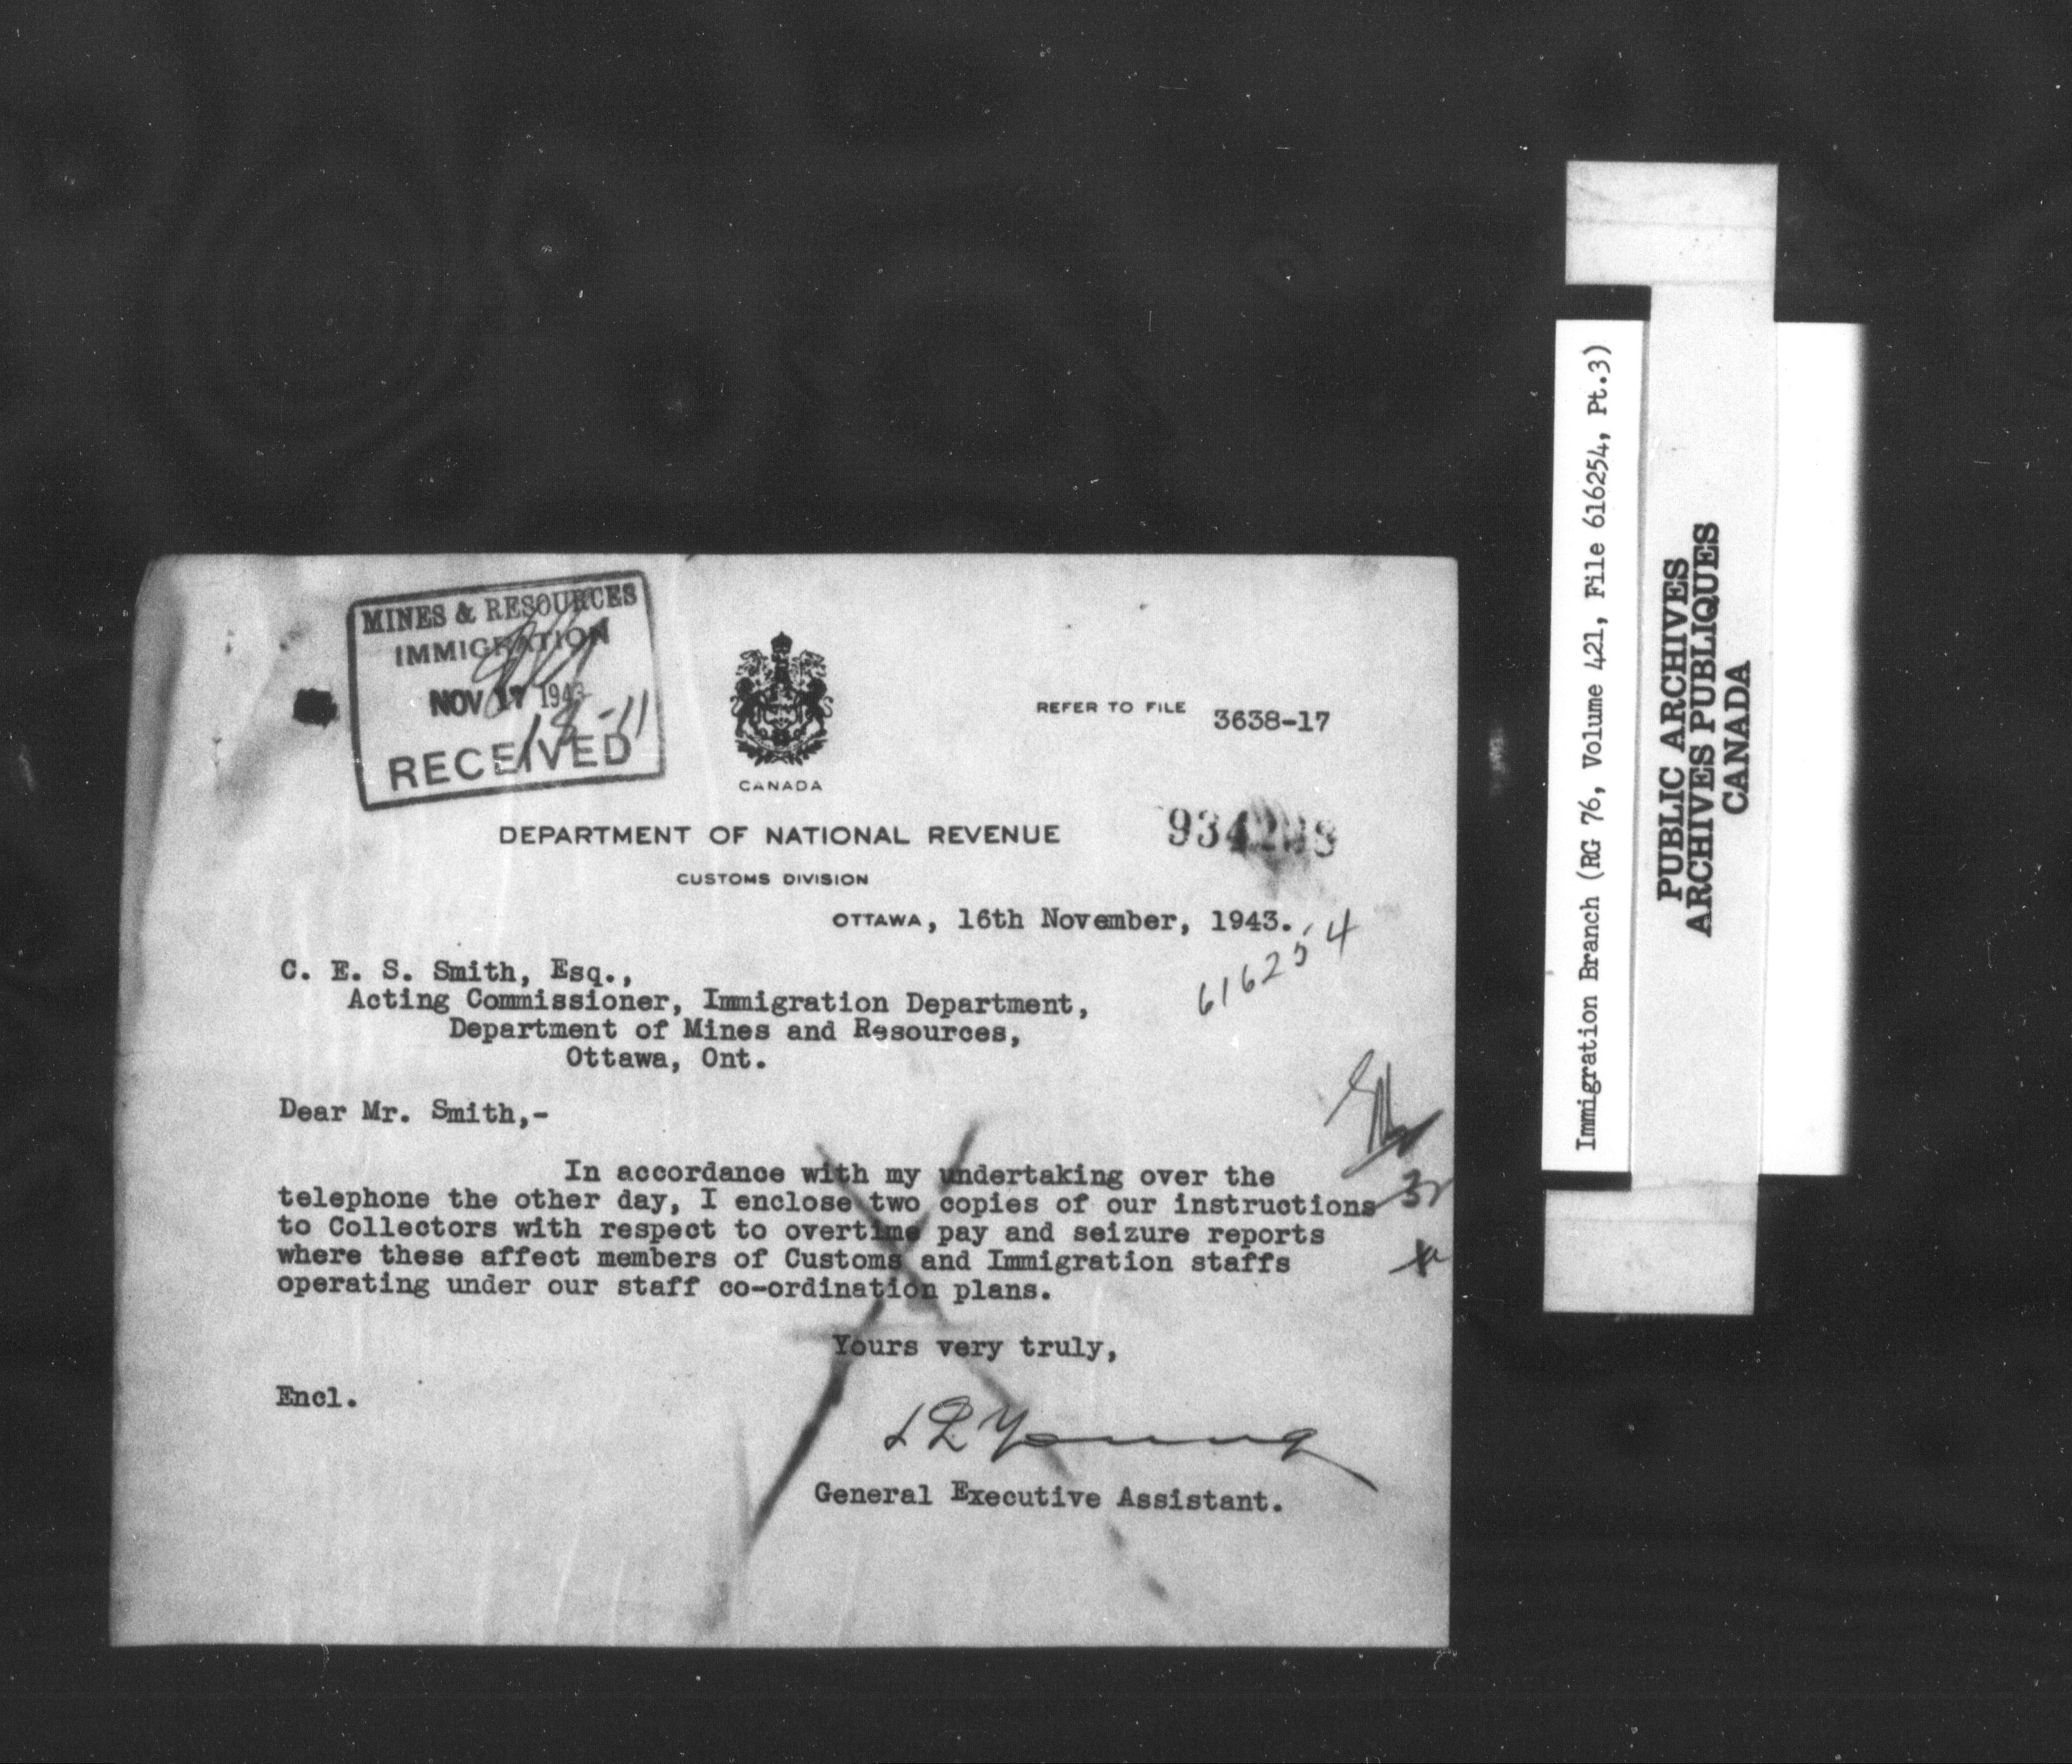 MINES & RESOURCES
IMMIGRATION
NOV 17 1943
18-11
RECEIVED
CANADA
REFER TO FILE 3638-17
DEPARTMENT OF NATIONAL REVENUE
CUSTOMS DIVISION
OTTAWA, 16th November, 1943.
616254
C. E. S. Smith, Esq.,
Acting Commissioner, Immigration Department,
Department of Mines and Resources,
Ottawa, Ont.
Dear Mr. Smith,-
In accordance with my undertaking over the
telephone the other day, I enclose two copies of our instructions
to Collectors with respect to overtime pay and seizure reports
where these affect members of Customs and Immigration staffs
operating under our staff co-ordination plans.
Yours very truly,
Encl.
L L Young
General Executive Assistant.
Immigration Branch (RG 76, Volume 421, File 616254, Pt.3)
PUBLIC ARCHIVES
ARCHIVES PUBLIQUES
CANADA